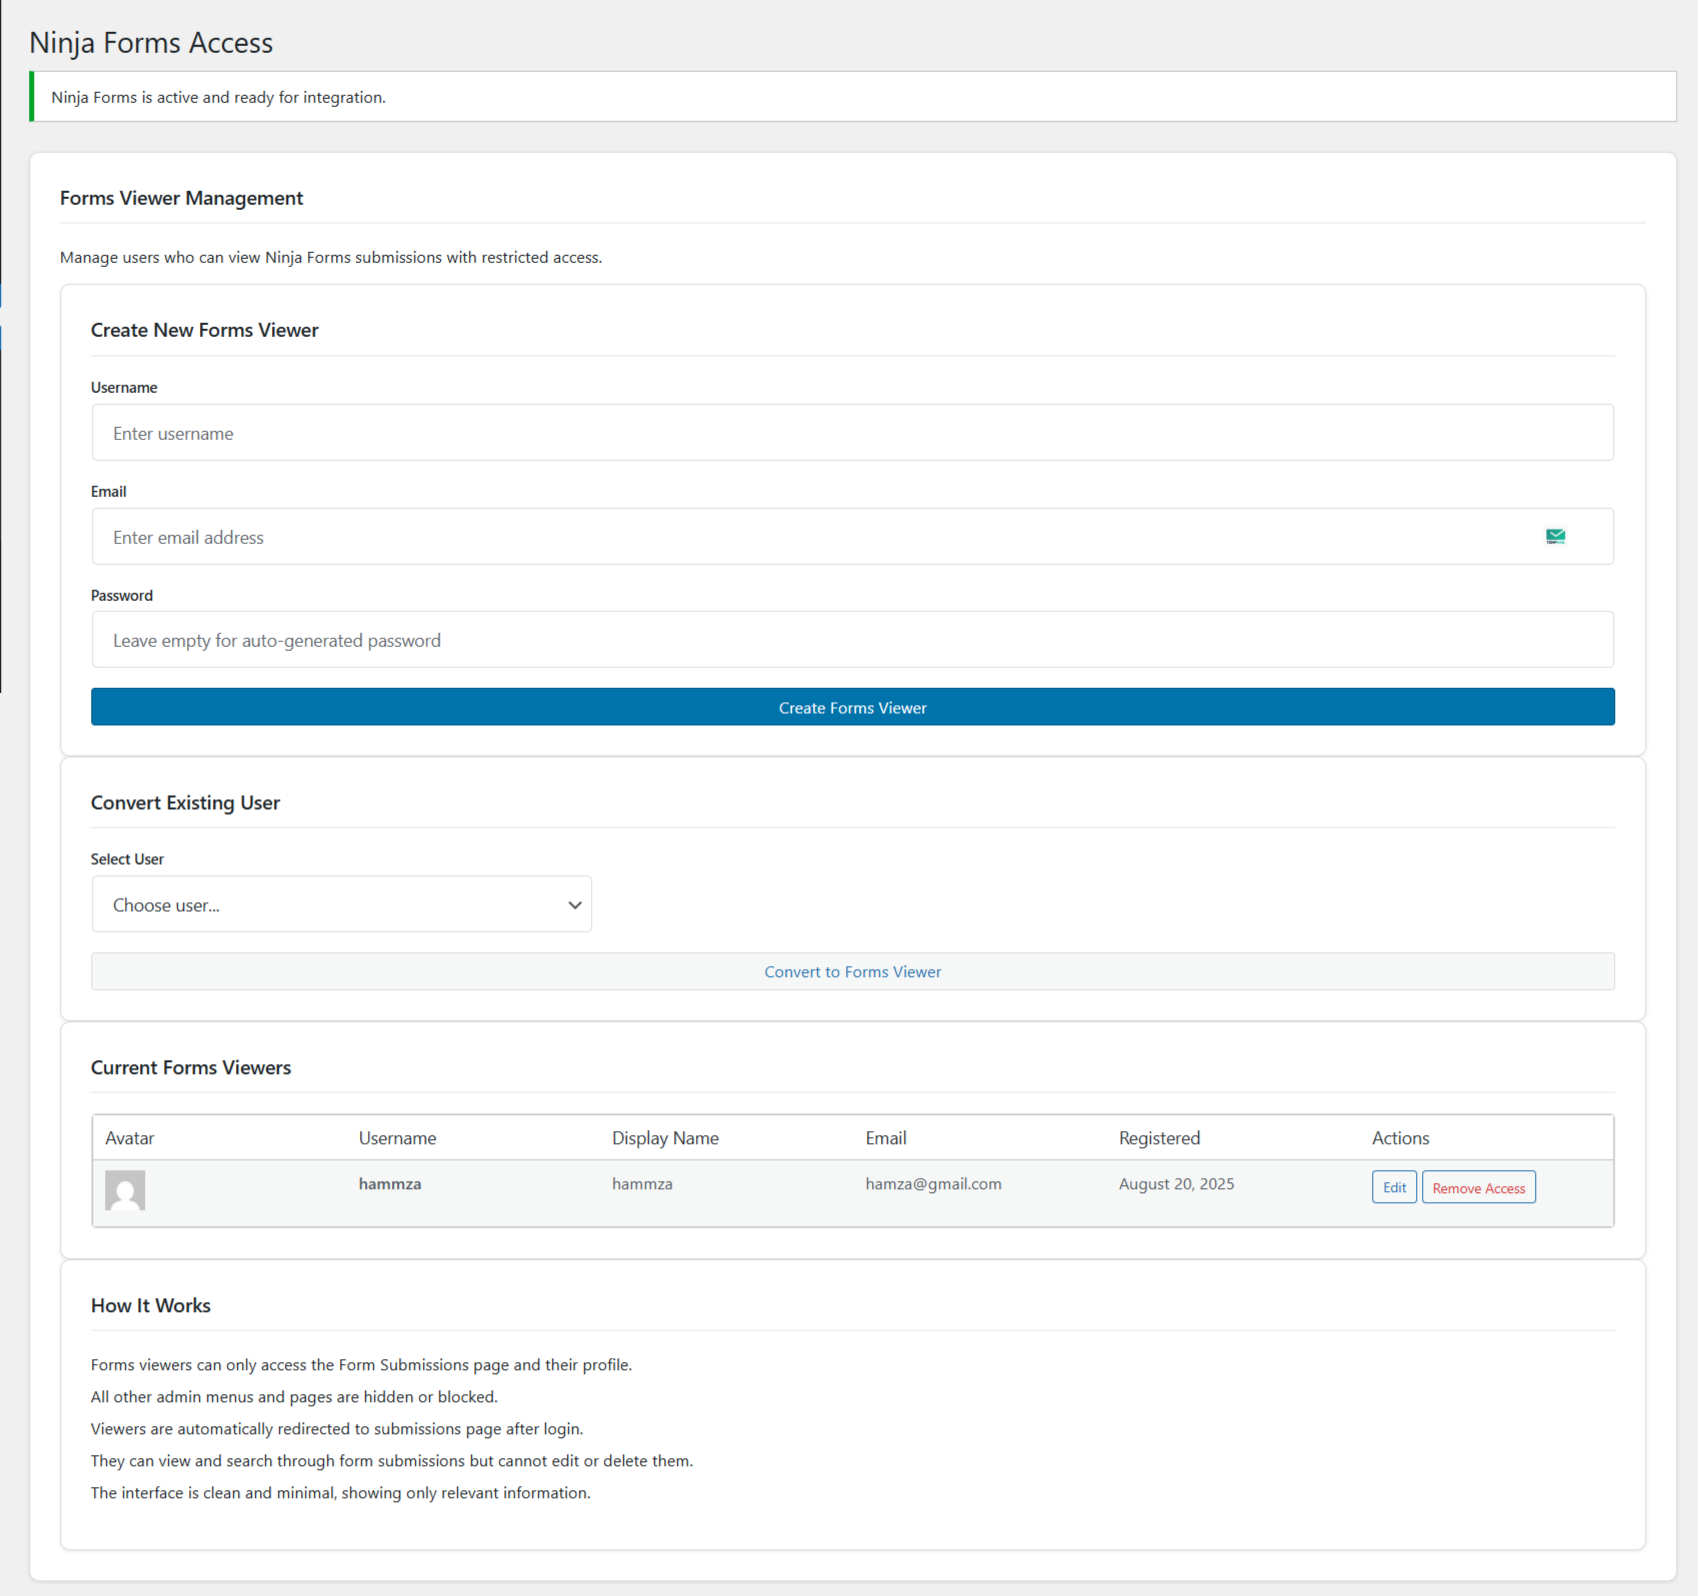 Ninja Forms Access
Ninja Forms is active and ready for integration.
Forms Viewer Management
Manage users who can view Ninja Forms submissions with restricted access.
Create New Forms Viewer
Username
Enter username
Email
Enter email address
Password
Leave empty for auto-generated password
Create Forms Viewer
Convert Existing User
Select User
Choose user...
Convert to Forms Viewer
Current Forms Viewers
Avatar Username Display Name Email Registered Actions
hammza hammza hamza@gmail.com August 20, 2025 Edit Remove Access
How It Works
Forms viewers can only access the Form Submissions page and their profile.
All other admin menus and pages are hidden or blocked.
Viewers are automatically redirected to submissions page after login.
They can view and search through form submissions but cannot edit or delete them.
The interface is clean and minimal, showing only relevant information.